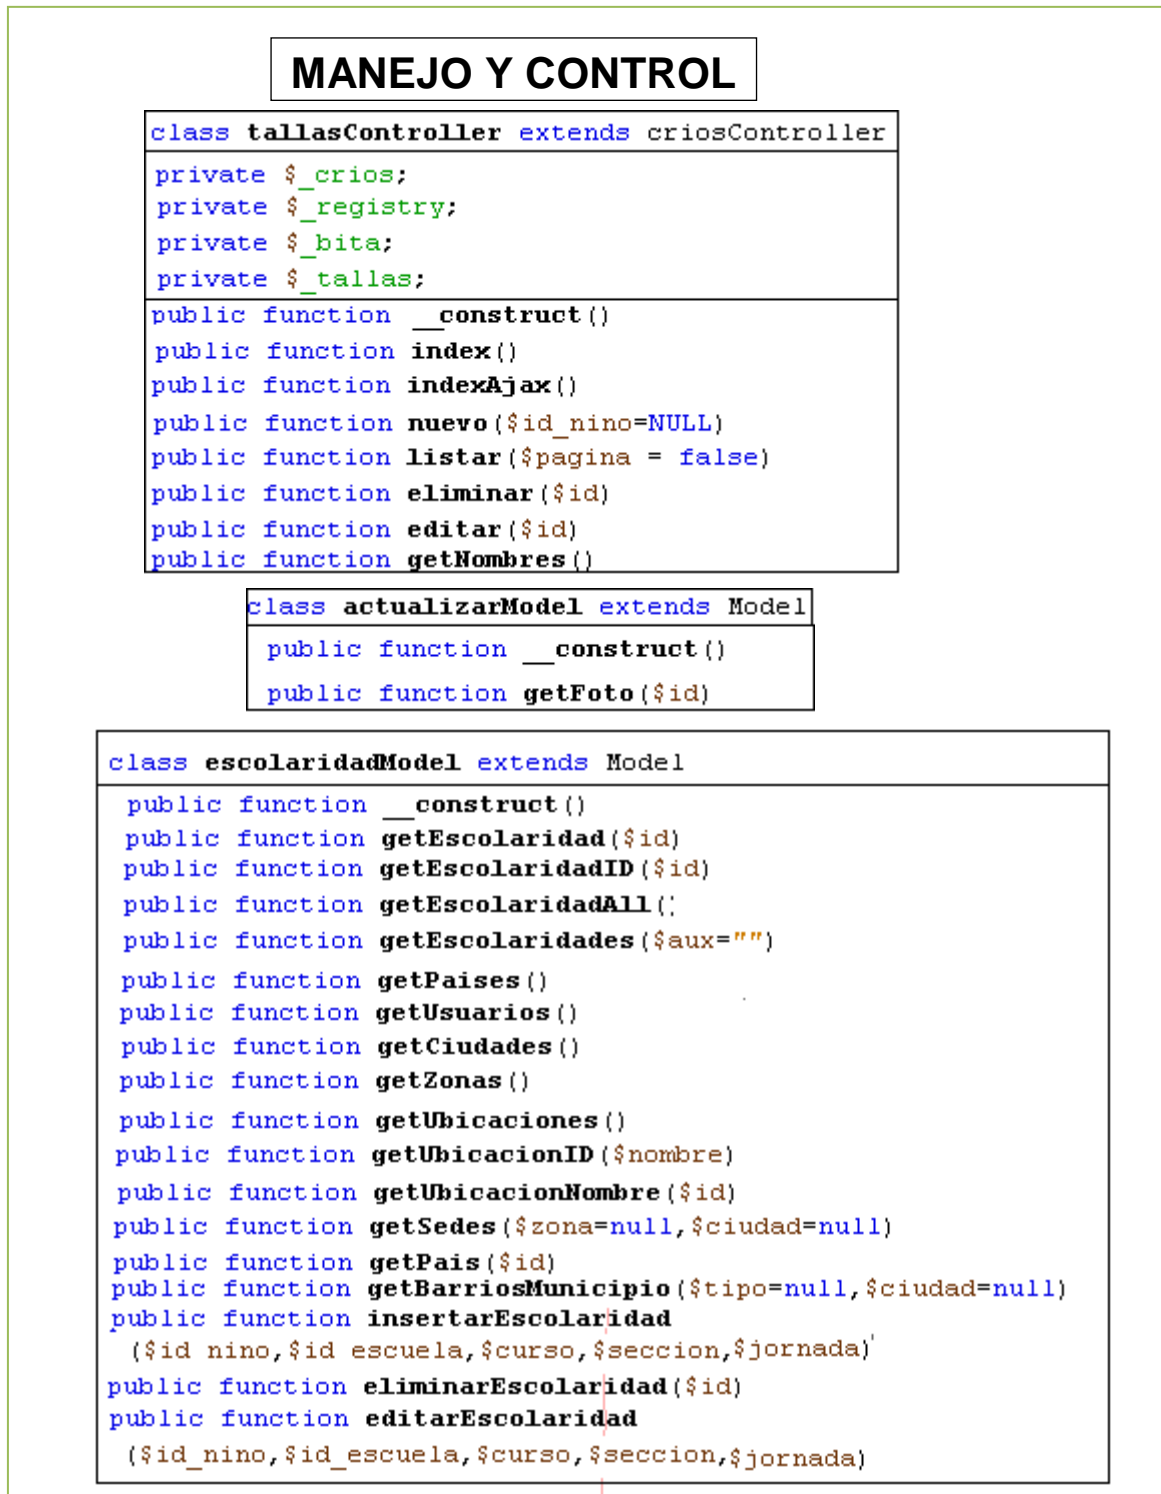 MANEJO Y CONTROL
class tallasController extends criosController
private $_crios;
private $_registry;
private $_bita;
private $_tallas;
public function __construct()
public function index()
public function indexAjax()
public function nuevo($id_nino=NULL)
public function listar($pagina = false)
public function eliminar($id)
public function editar($id)
public function getNombres()
class actualizarModel extends Model
public function __construct()
public function getFoto($id)
class escolaridadModel extends Model
public function __construct()
public function getEscolaridad($id)
public function getEscolaridadID($id)
public function getEscolaridadAll()
public function getEscolaridades($aux="")
public function getPaises()
public function getUsuarios()
public function getCiudades()
public function getZonas()
public function getUbicaciones()
public function getUbicacionID($nombre)
public function getUbicacionNombre($id)
public function getSedes($zona=null,$ciudad=null)
public function getPais($id)
public function getBarriosMunicipio($tipo=null,$ciudad=null)
public function insertarEscolaridad
($id nino,$id escuela,$curso,$seccion,$jornada)
public function eliminarEscolaridad($id)
public function editarEscolaridad
($id_nino,$id_escuela,$curso,$seccion,$jornada)